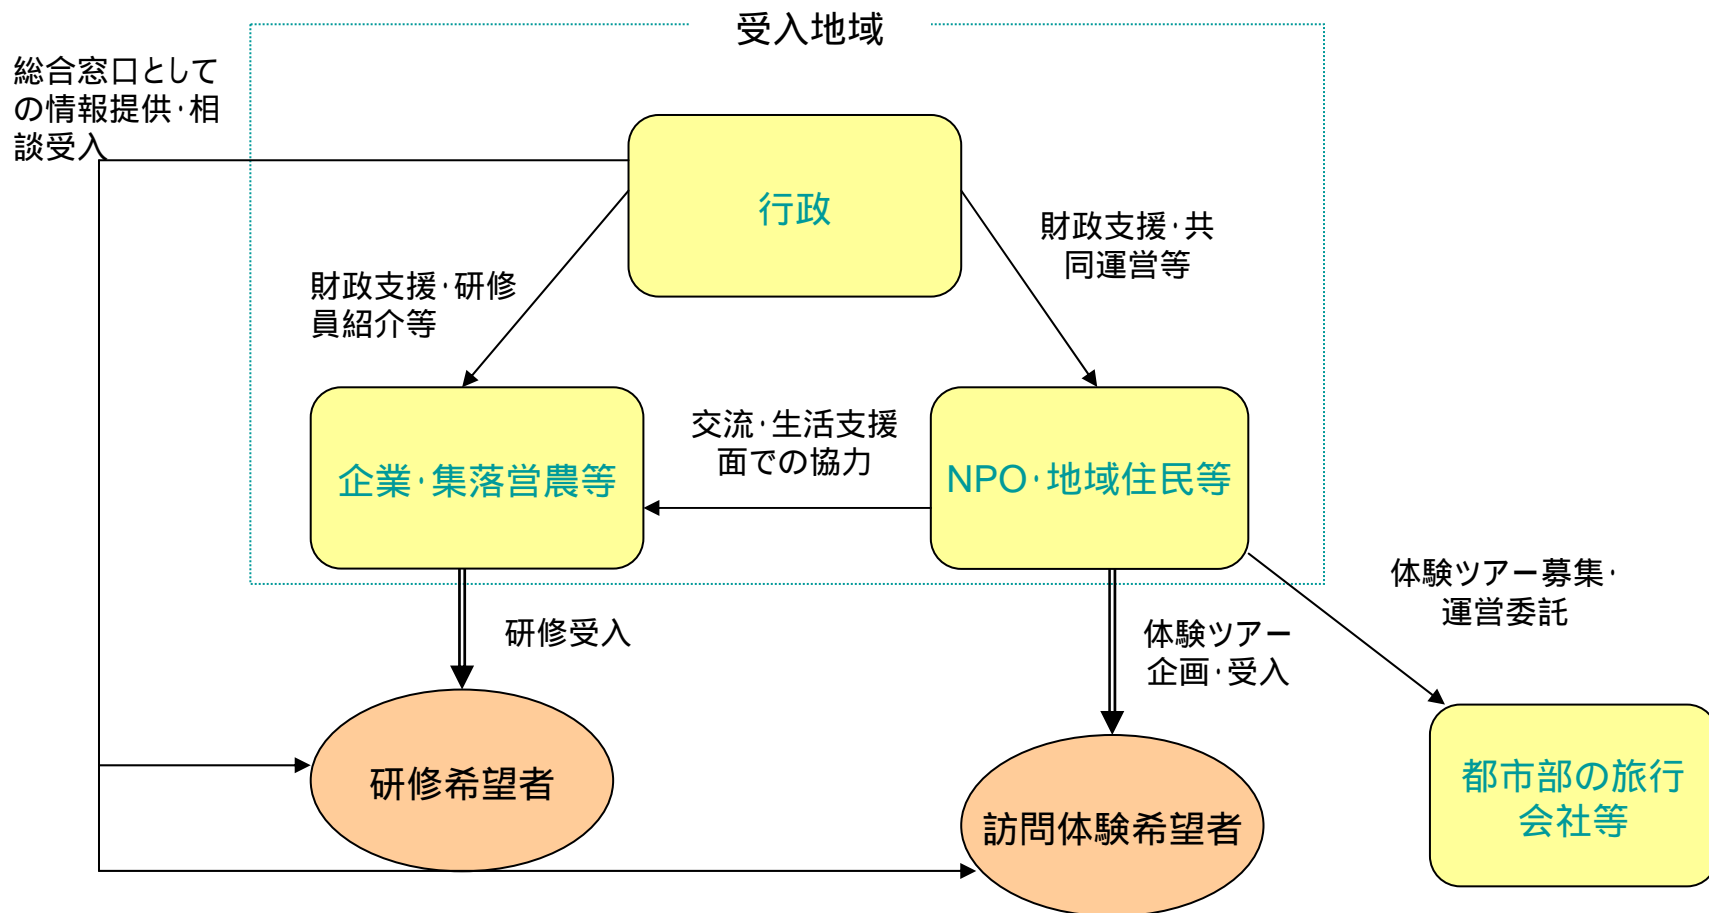 受入地域
総合窓口として
の情報提供・相
談受入
行政
財政支援・共
同運営等
財政支援・研修
員紹介等
交流・生活支援
面での協力
企業・集落営農等
NPO・地域住民等
体験ツアー募集・
運営委託
研修受入
体験ツアー
企画・受入
研修希望者
訪問体験希望者
都市部の旅行
会社等